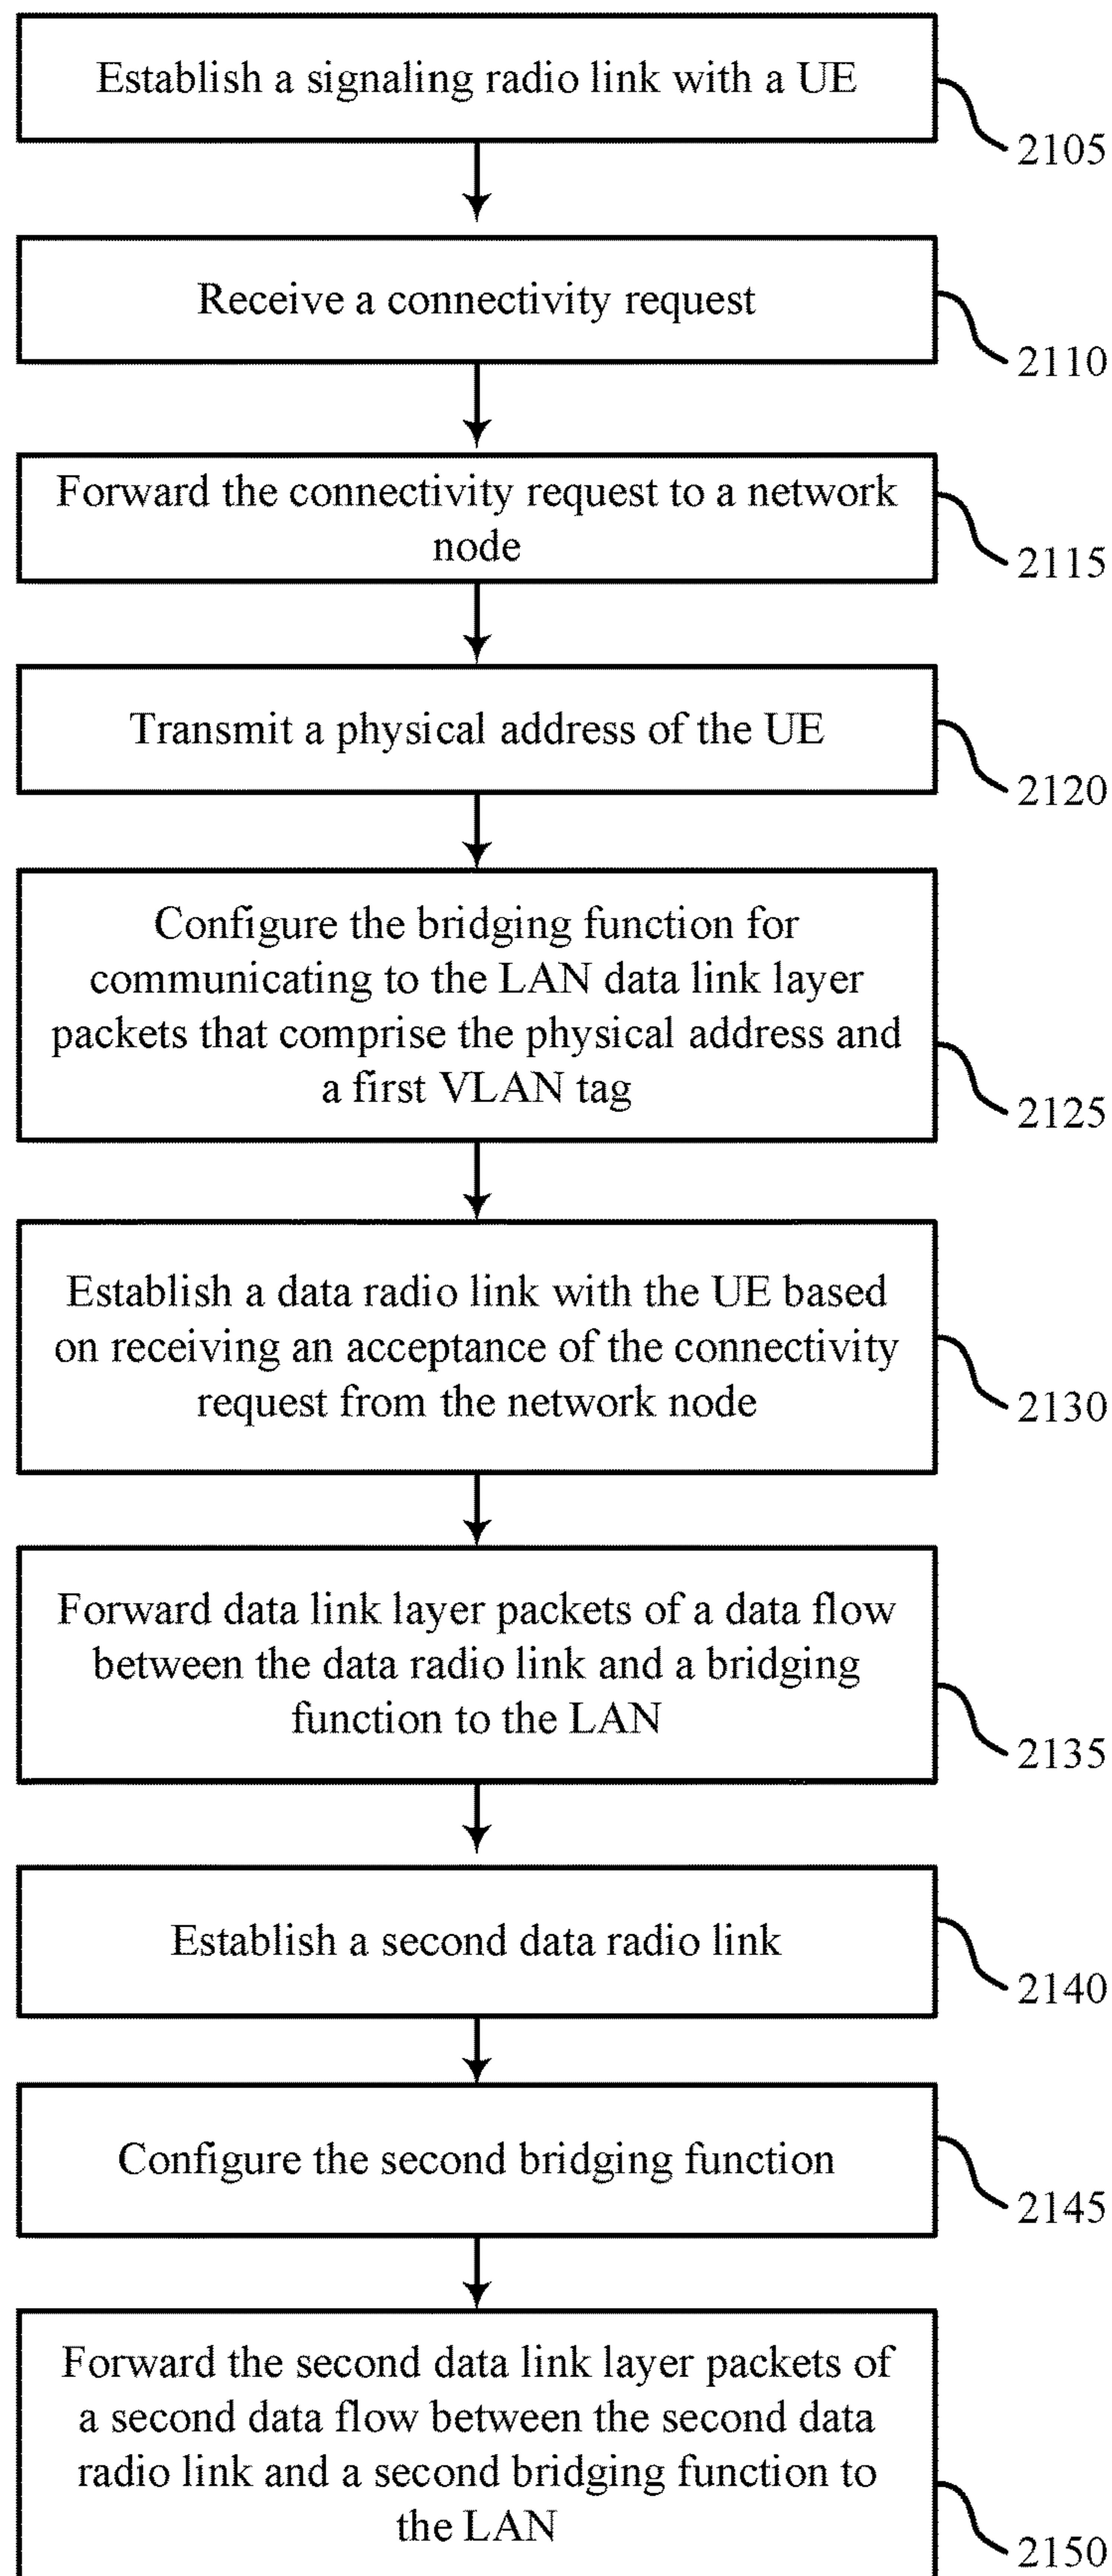 Establish a signaling radio link with a UE
2105
Receive a connectivity request
2110
Forward the connectivity request to a network
node
2115
Transmit a physical address of the UE
2120
Configure the bridging function for
communicating to the LAN data link layer
packets that comprise the physical address and
a first VLAN tag
2125
Establish a data radio link with the UE based
on receiving an acceptance of the connectivity
request from the network node
2130
Forward data link layer packets of a data flow
between the data radio link and a bridging
function to the LAN
2135
Establish a second data radio link
2140
Configure the second bridging function
2145
Forward the second data link layer packets of
a second data flow between the second data
radio link and a second bridging function to
the LAN
2150